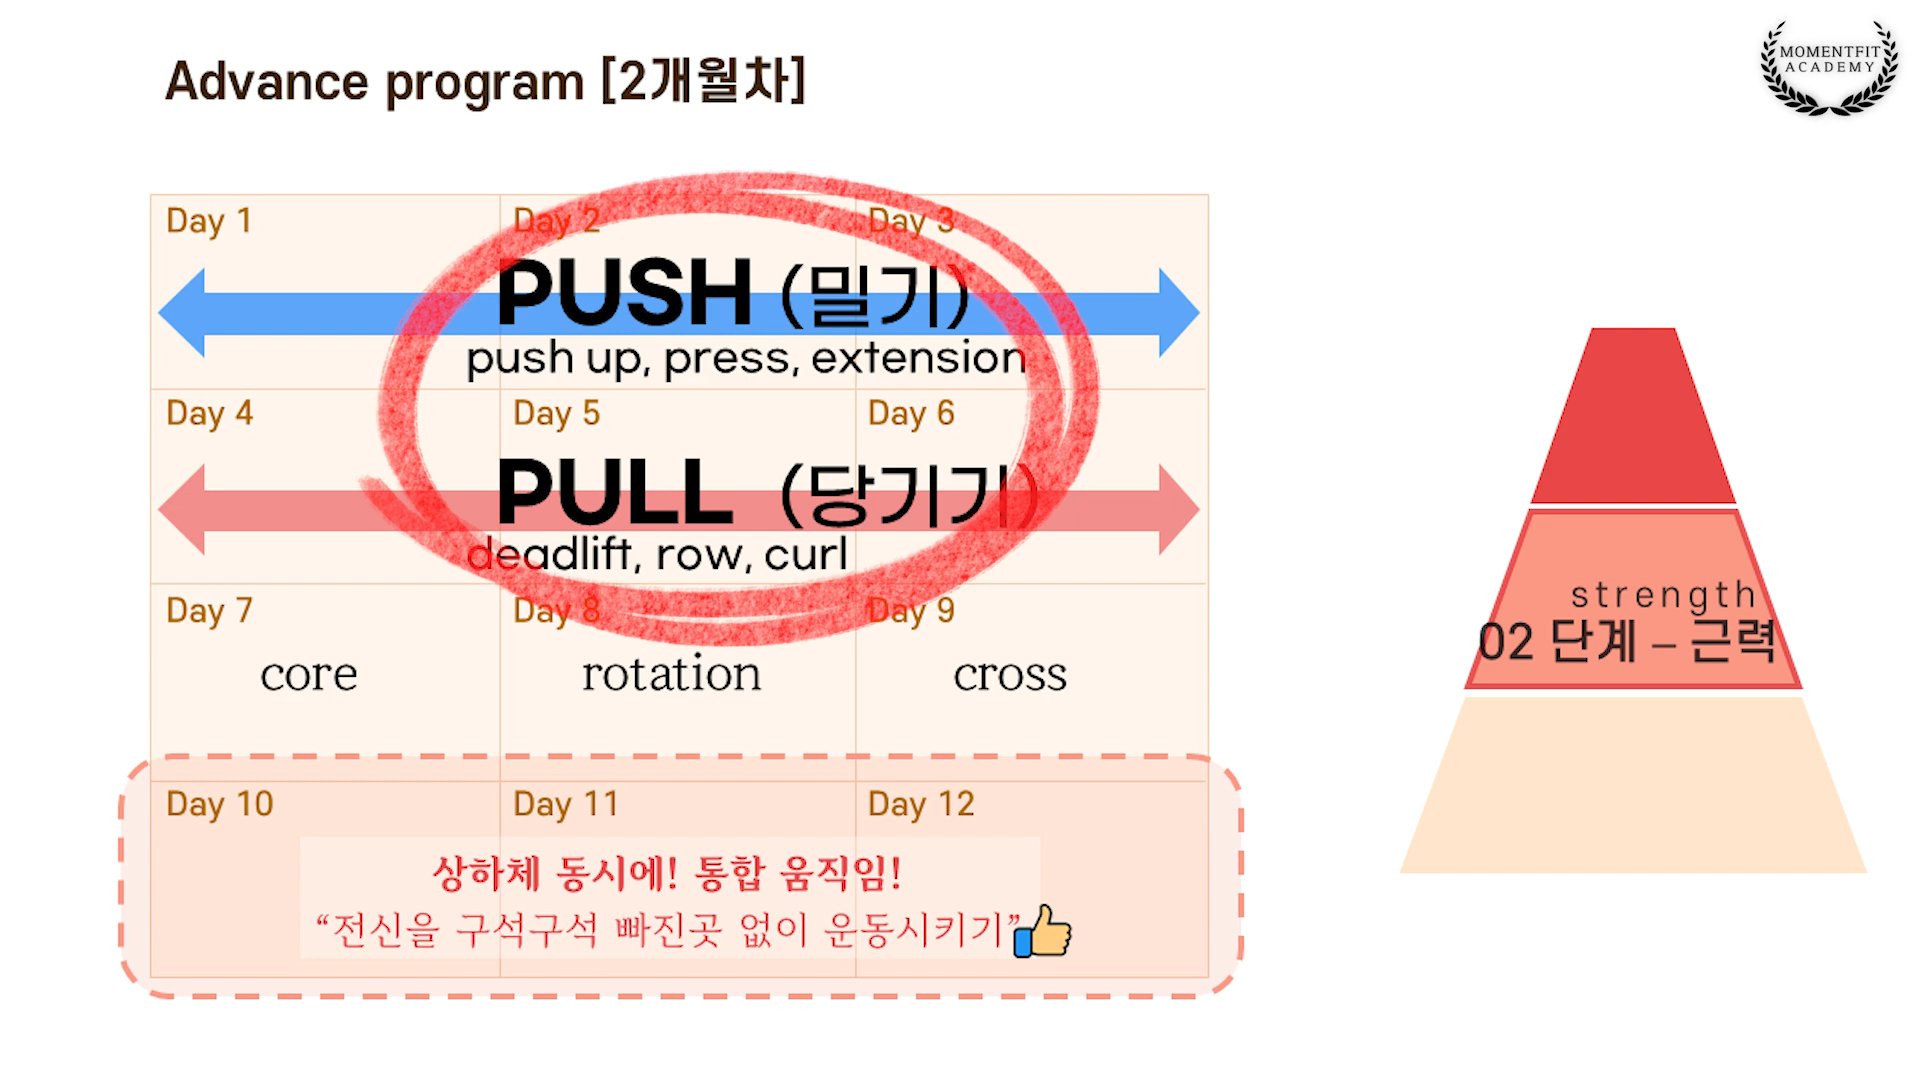 Advance program [2개월차]
MOMENTFIT
ACADEMY
Day 1
Day 2
Day 3
PUSH (밀기)
push up, press, extension
Day 4
Day 5
Day 6
PULL (당기기)
deadlift, row, curl
Day 7
Day 8
Day 9
core
rotation
cross
Day 10
Day 11
Day 12
상하체 동시에! 통합 움직임!
“전신을 구석구석 빠진곳 없이 운동시키기”
strength
02 단계 – 근력